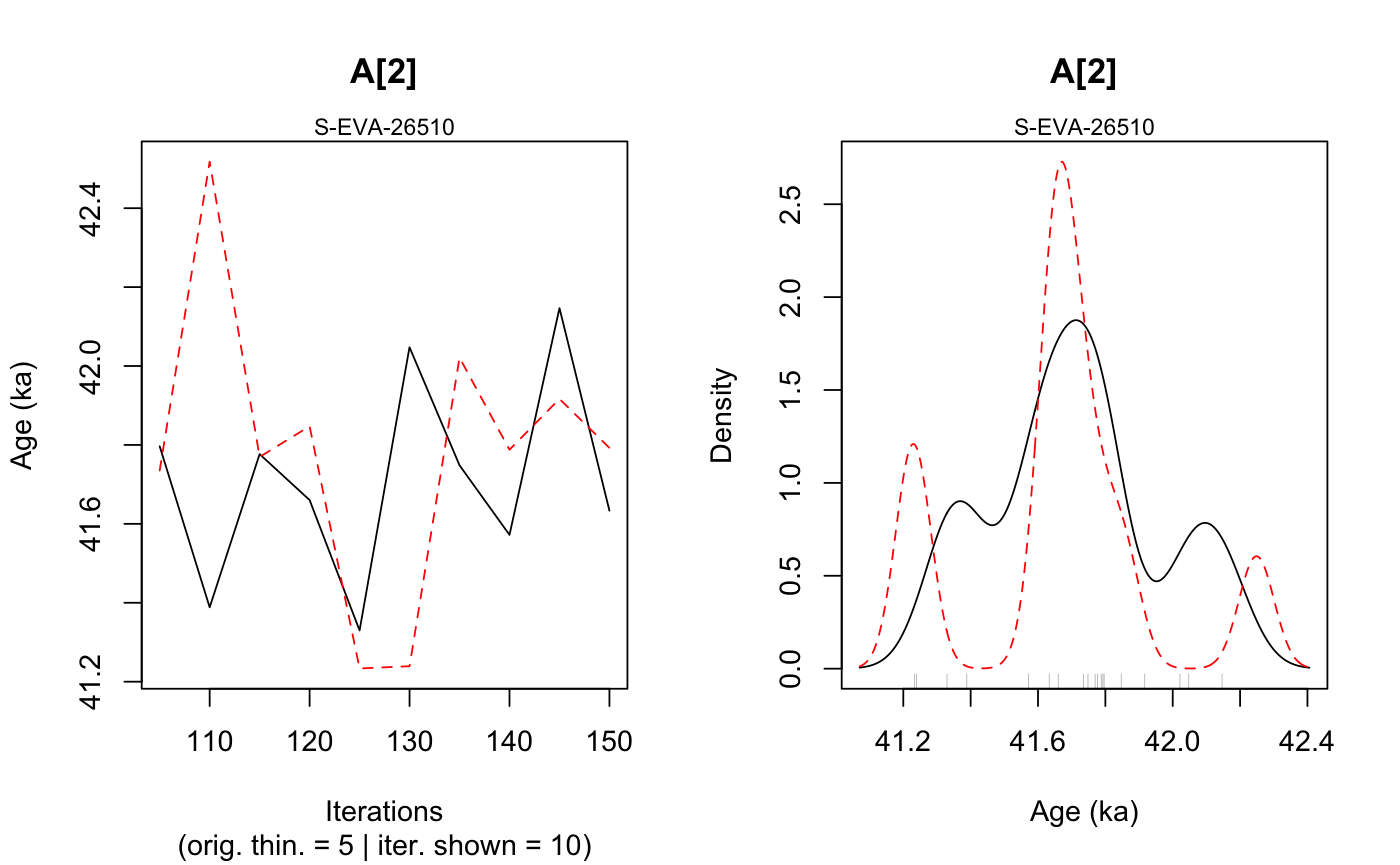 A[2]
S-EVA-26510
Age (ka)
42.4
42.0
41.6
41.2
110 120 130 140 150
Iterations
(orig. thin. = 5 | iter. shown = 10)
A[2]
S-EVA-26510
Density
2.5
2.0
1.5
1.0
0.5
0.0
41.2 41.6 42.0 42.4
Age (ka)